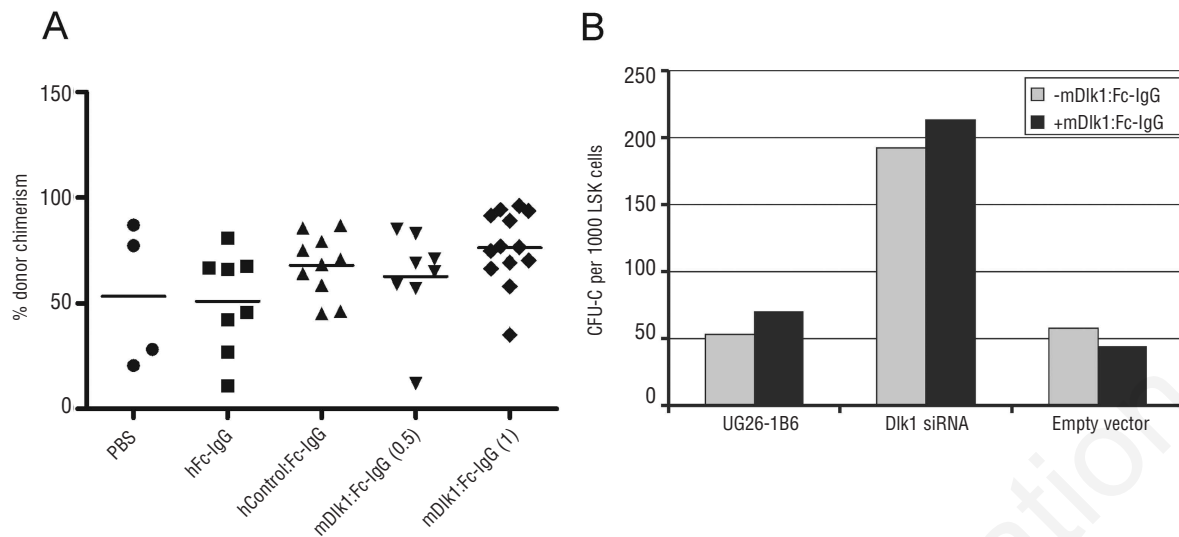 A
% donor chimerism
150
100
50
0
PBS
hFc-IgG
hControl:Fc-IgG
mDlk1:Fc-IgG (0.5)
mDlk1:Fc-IgG (1)
B
CFU-C per 1000 LSK cells
250
200
150
100
50
0
-mDlk1:Fc-IgG
+mDlk1:Fc-IgG
UG26-1B6
Dlk1 siRNA
Empty vector